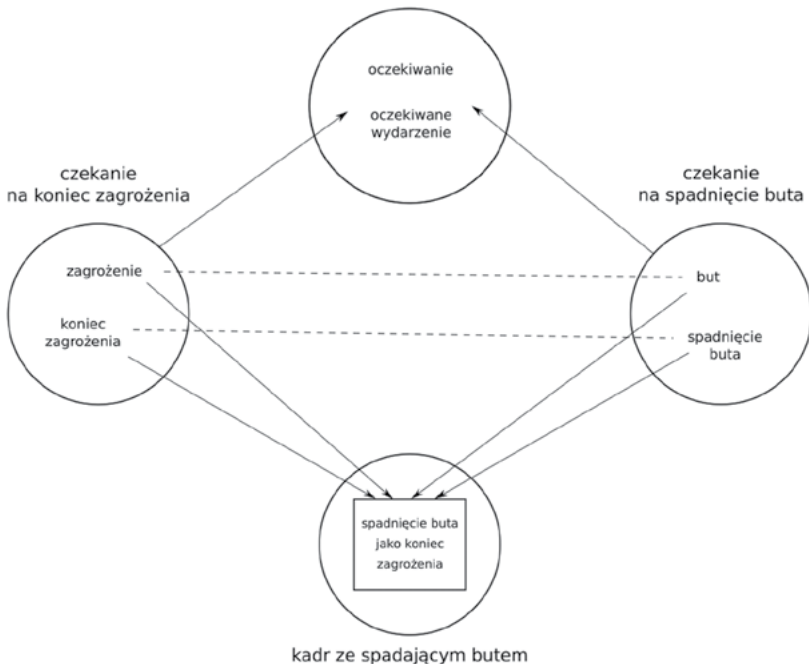 oczekiwanie
oczekiwane
wydarzenie
czekanie
na koniec zagrożenia
czekanie
na spadnięcie buta
zagrożenie
koniec
zagrożenia
but
spadnięcie
buta
spadnięcie buta
jako koniec
zagrożenia
kadr ze spadającym butem